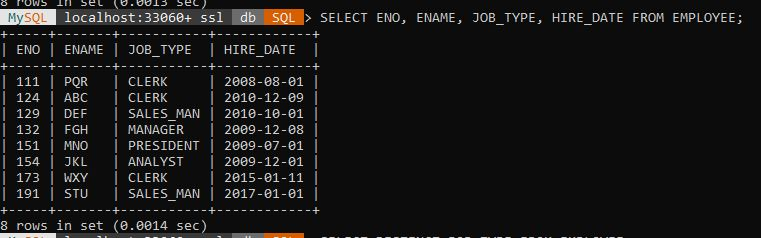 8 rows in set (0.0013 sec)
MySQL localhost:33060+ ssl db SQL > SELECT ENO, ENAME, JOB_TYPE, HIRE_DATE FROM EMPLOYEE;
+-----+-------+-----------+------------+
| ENO | ENAME | JOB_TYPE | HIRE_DATE |
+-----+-------+-----------+------------+
| 111 | PQR | CLERK | 2008-08-01 |
| 124 | ABC | CLERK | 2010-12-09 |
| 129 | DEF | SALES_MAN | 2010-10-01 |
| 132 | FGH | MANAGER | 2009-12-08 |
| 151 | MNO | PRESIDENT | 2009-07-01 |
| 154 | JKL | ANALYST | 2009-12-01 |
| 173 | WXY | CLERK | 2015-01-11 |
| 191 | STU | SALES_MAN | 2017-01-01 |
+-----+-------+-----------+------------+
8 rows in set (0.0014 sec)